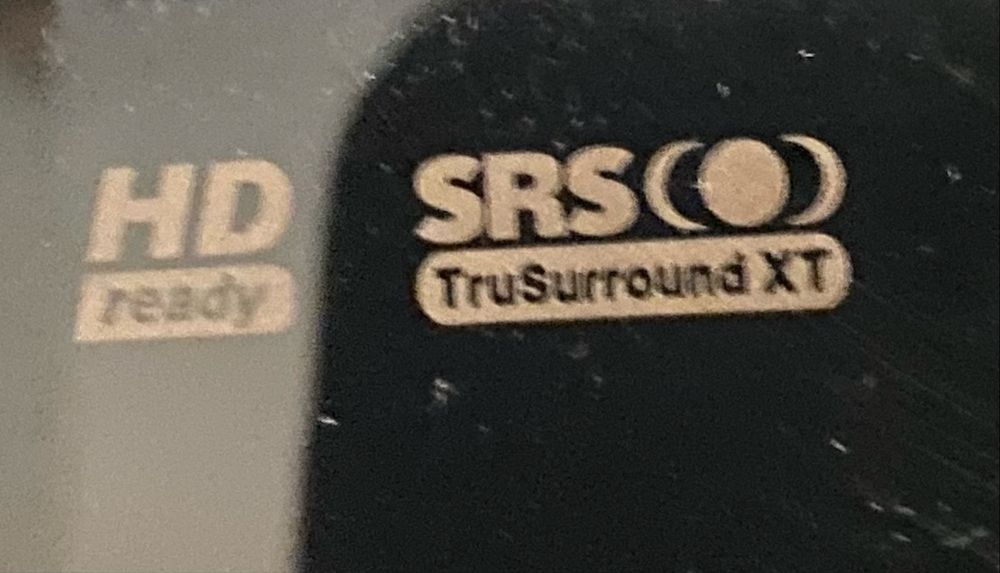 HD
ready
SRS
TruSurround XT